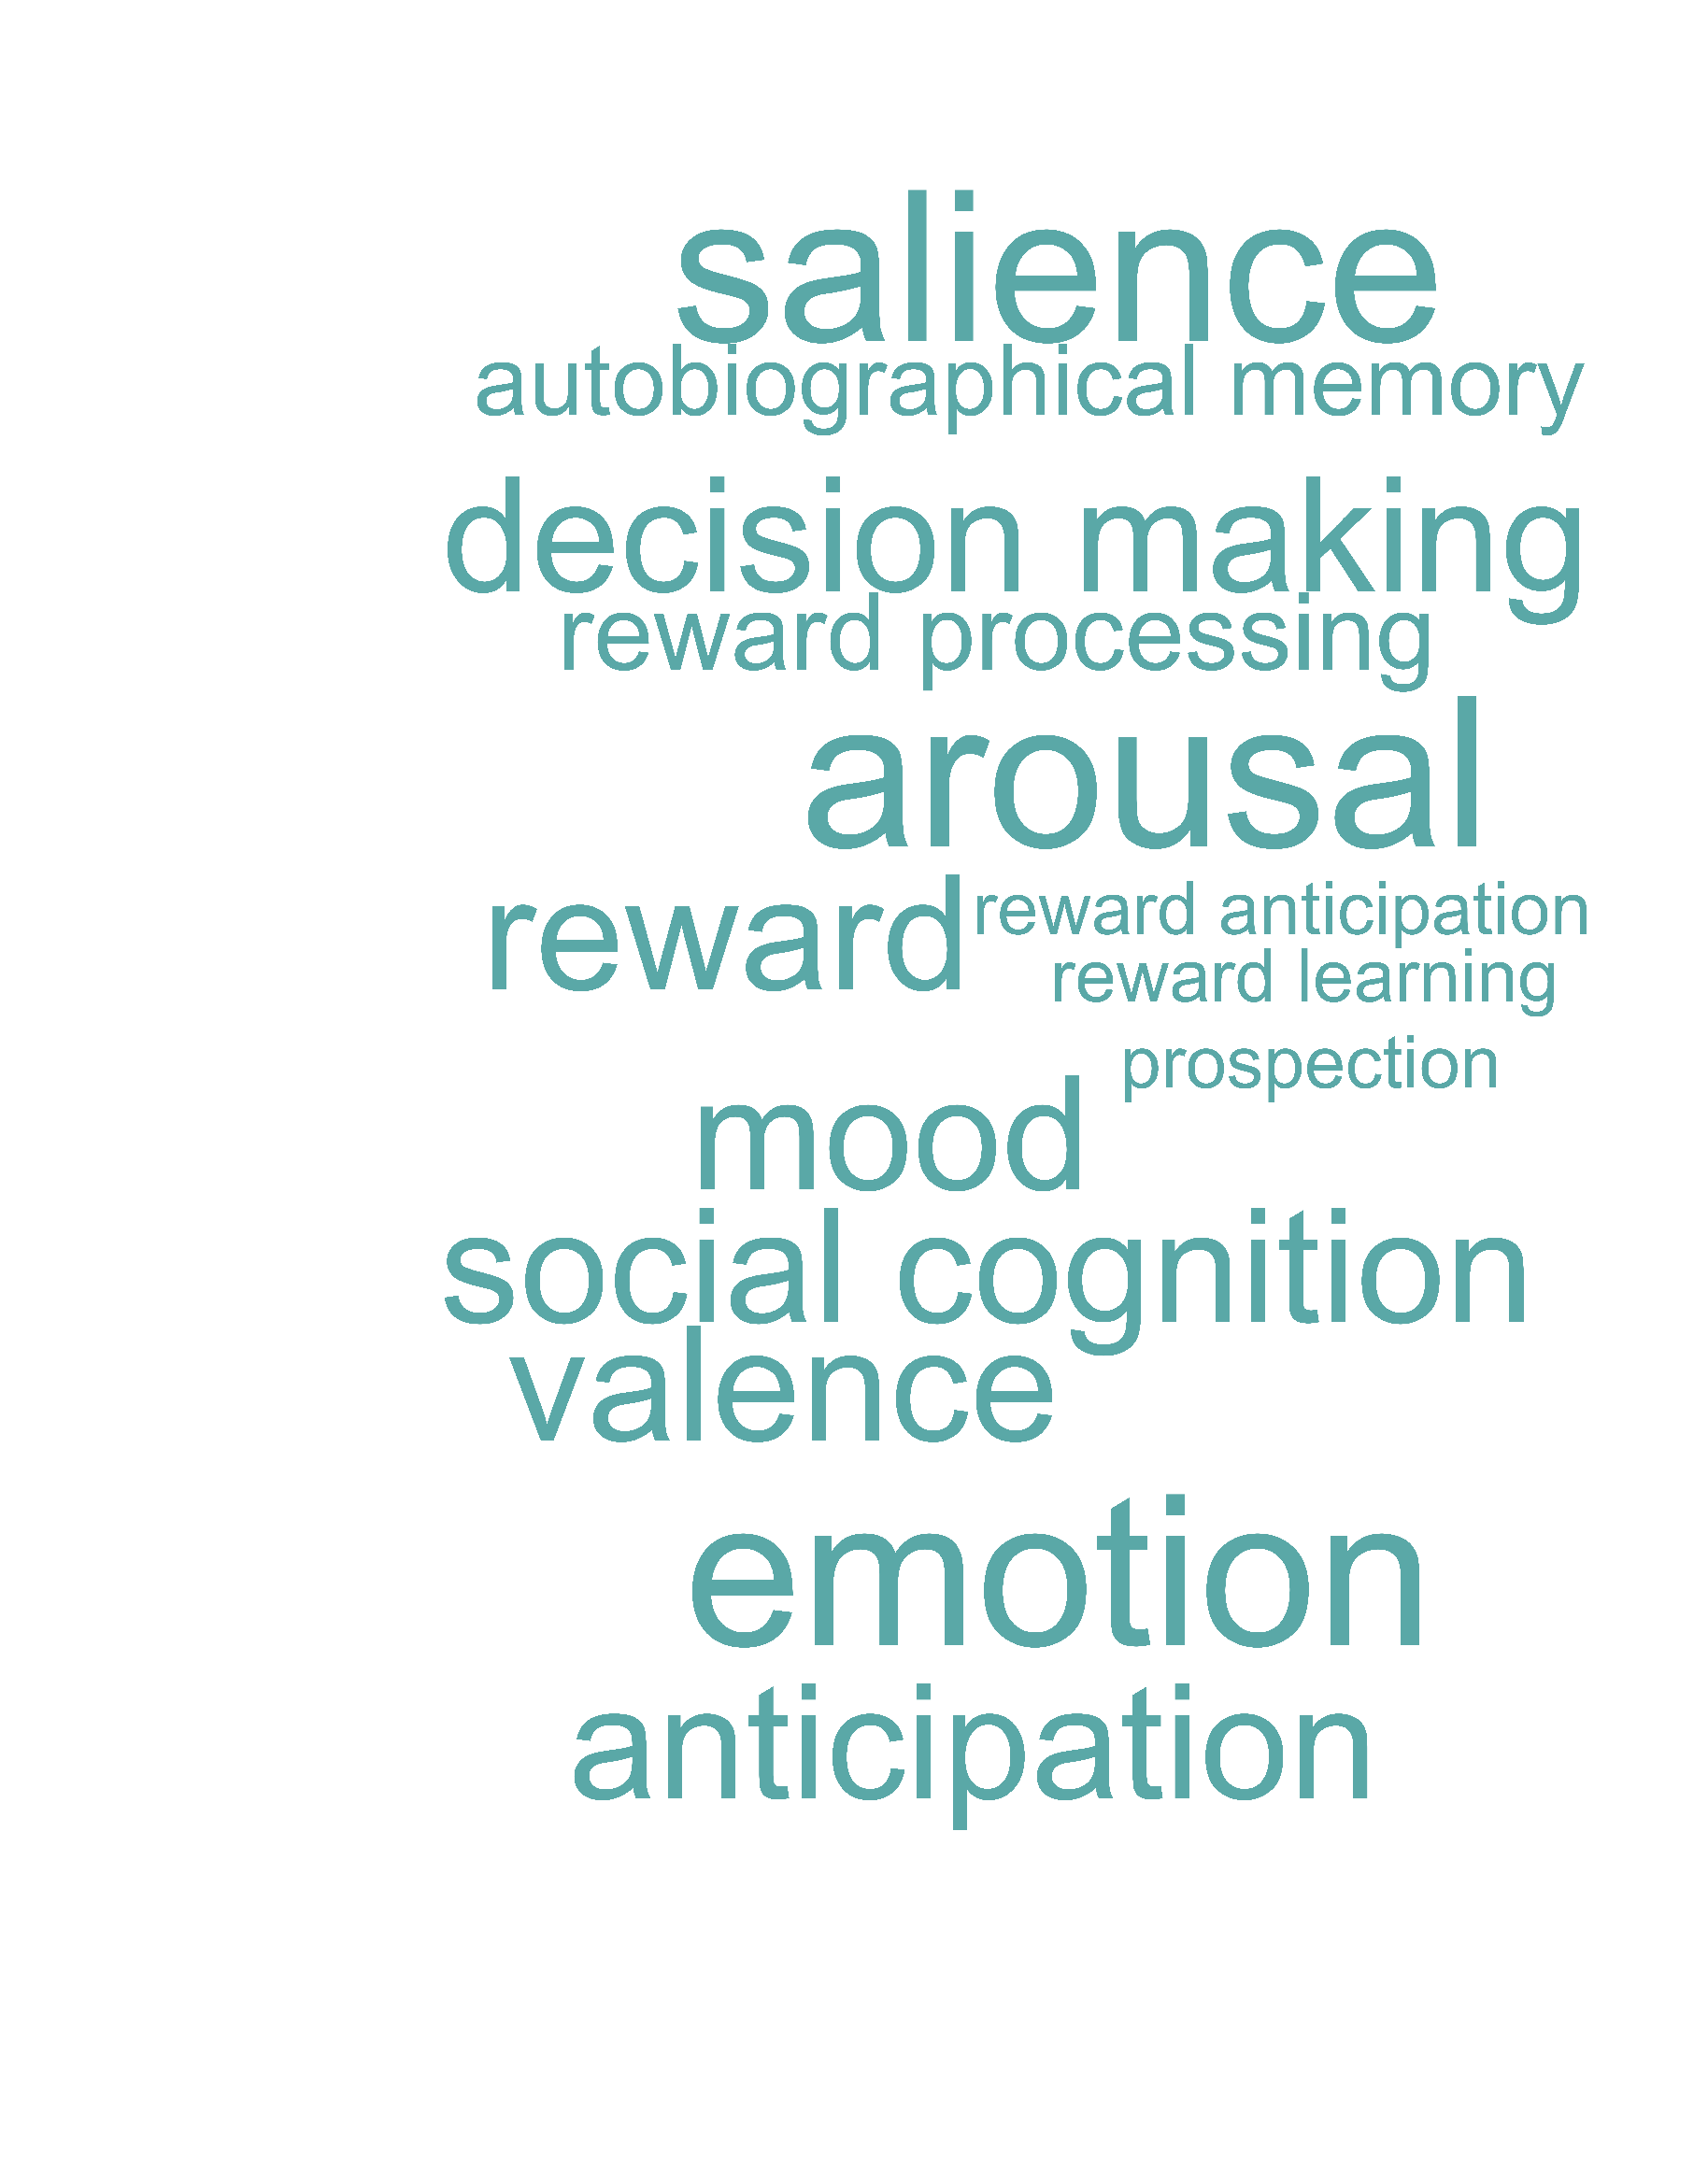 salience
autobiographical memory
decision making
reward processing
arousal
reward reward anticipation
reward learning
prospection
mood
social cognition
valence
emotion
anticipation